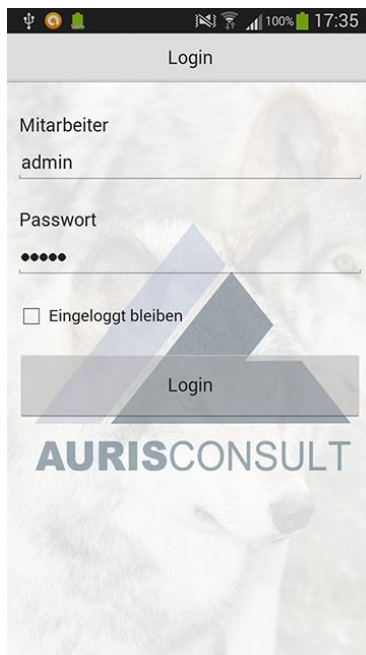 100% 17:35
Login
Mitarbeiter
admin
Passwort
•••••
Eingeloggt bleiben
Login
AURISCONSULT